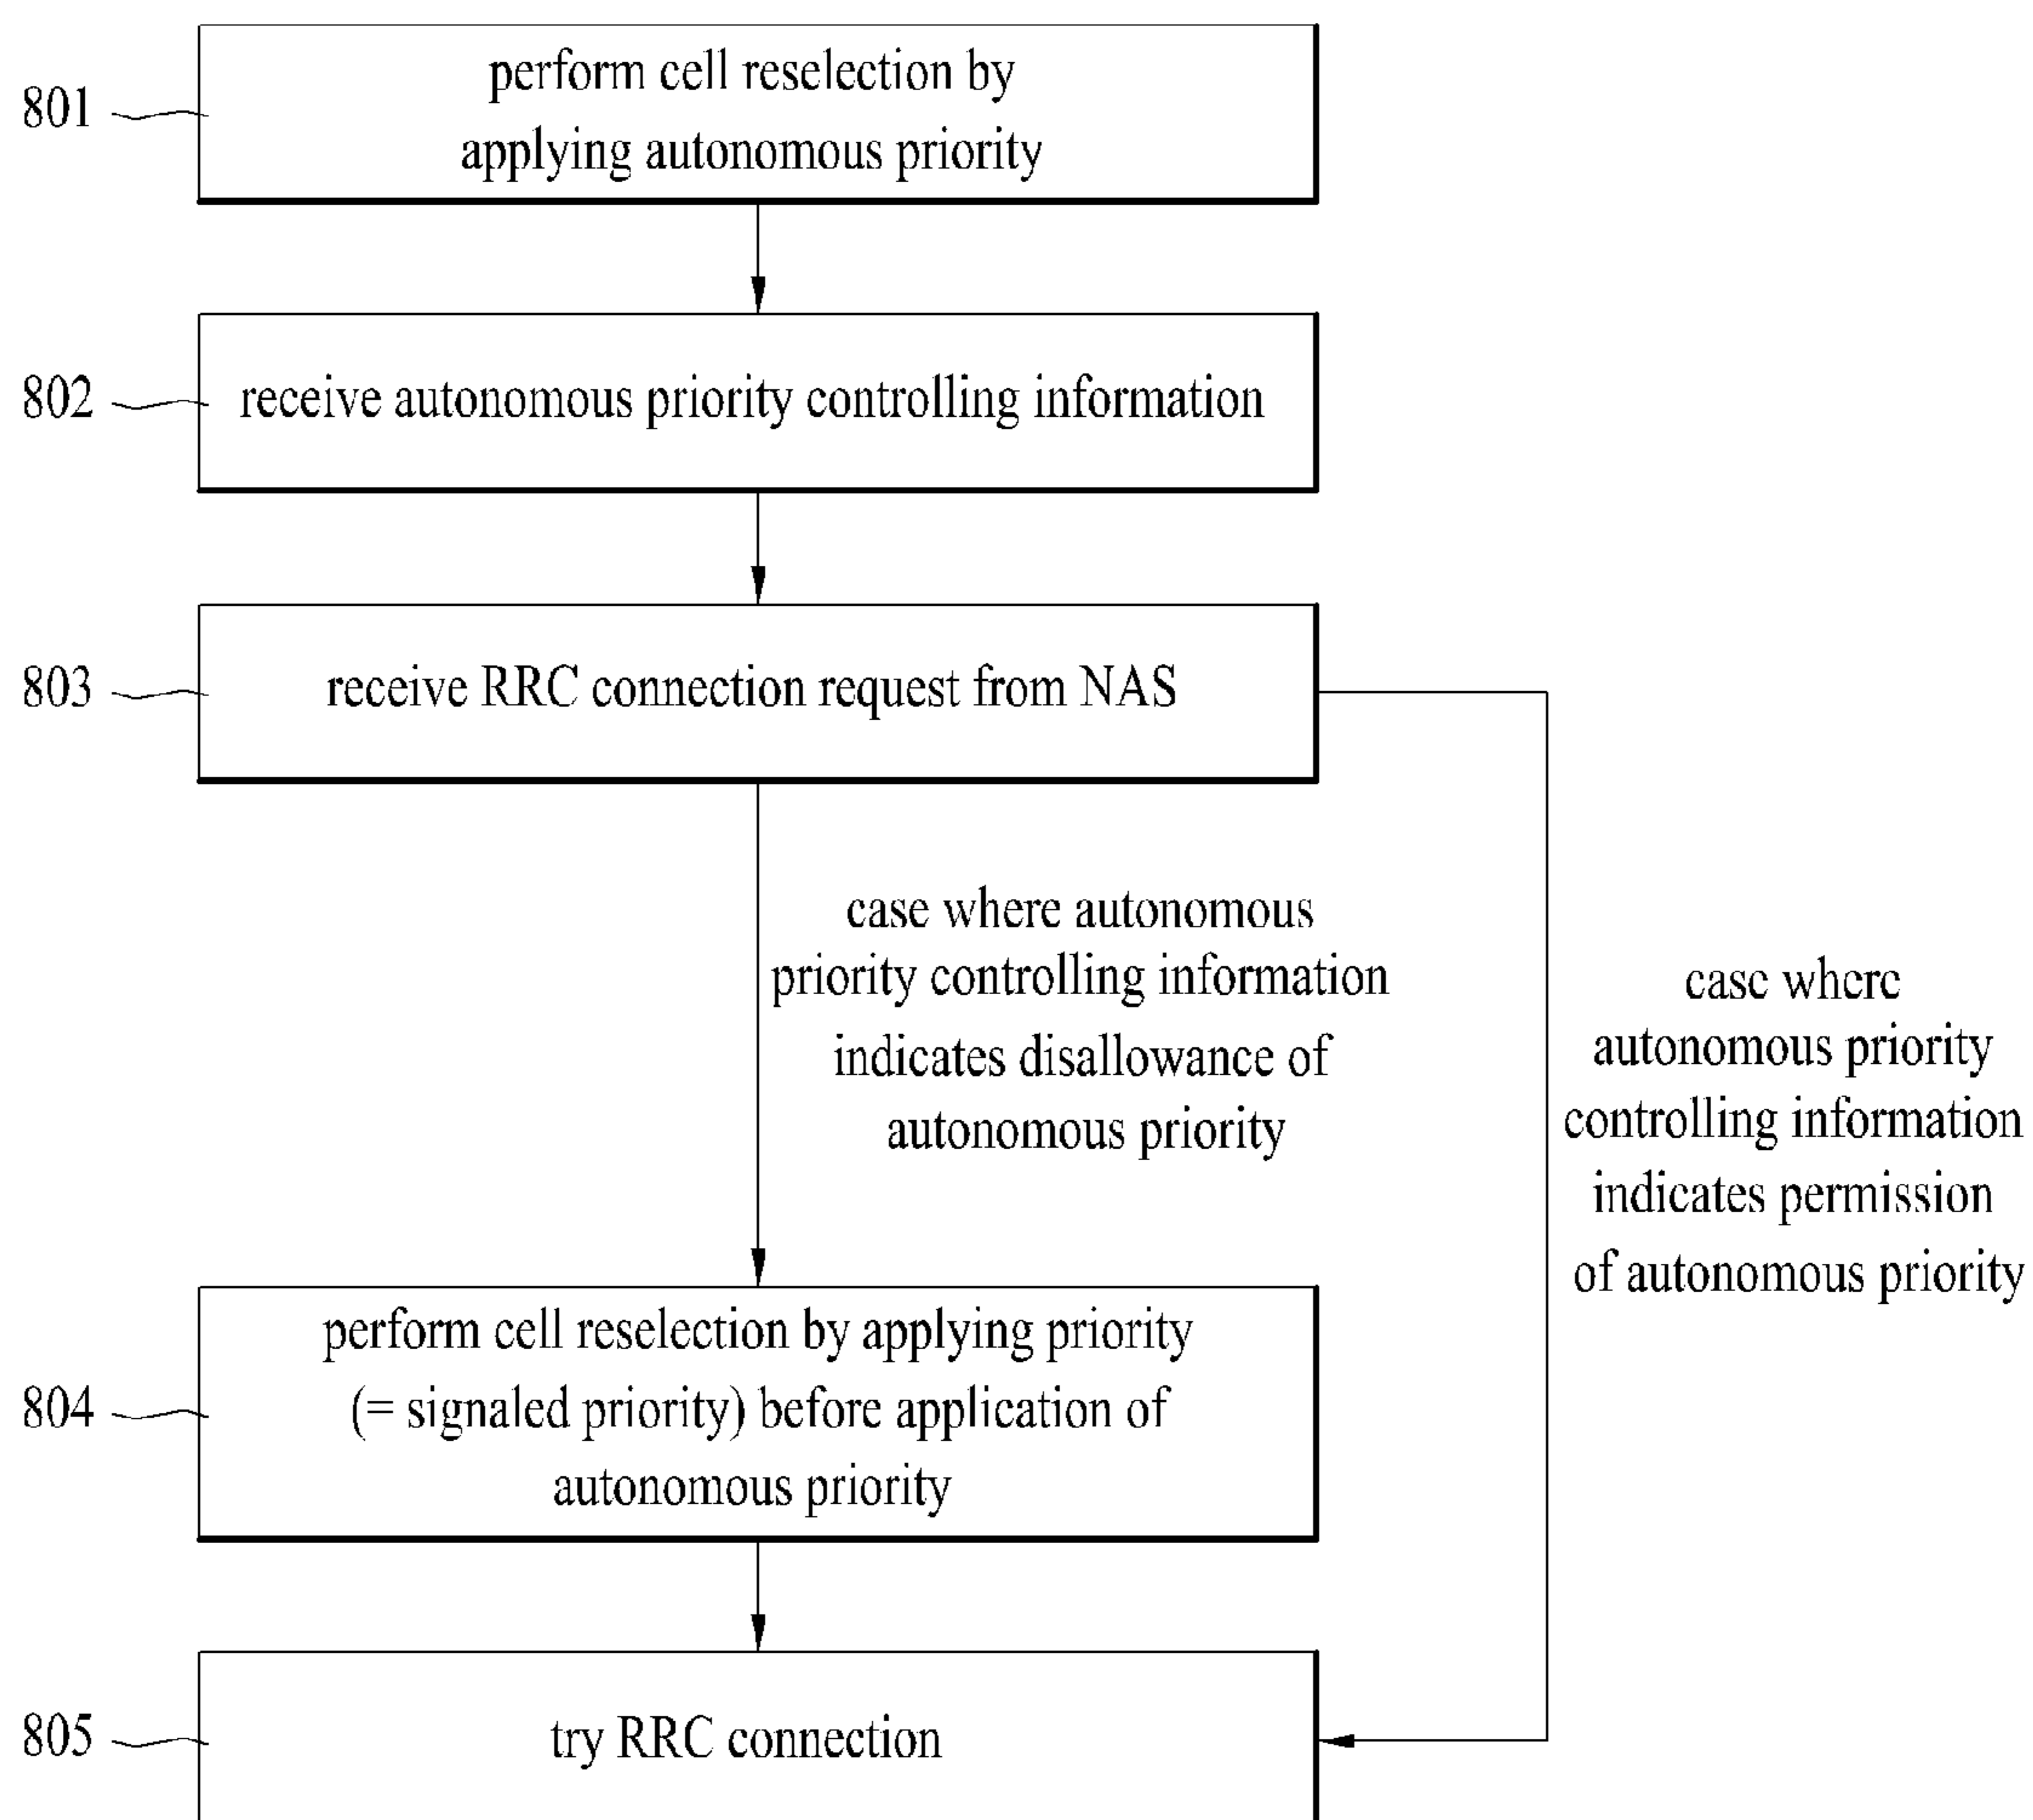 801
perform cell reselection by
applying autonomous priority
802
receive autonomous priority controlling information
803
receive RRC connection request from NAS
case where autonomous
priority controlling information
indicates disallowance of
autonomous priority
case where
autonomous priority
controlling information
indicates permission
of autonomous priority
804
perform cell reselection by applying priority
(= signaled priority) before application of
autonomous priority
805
try RRC connection